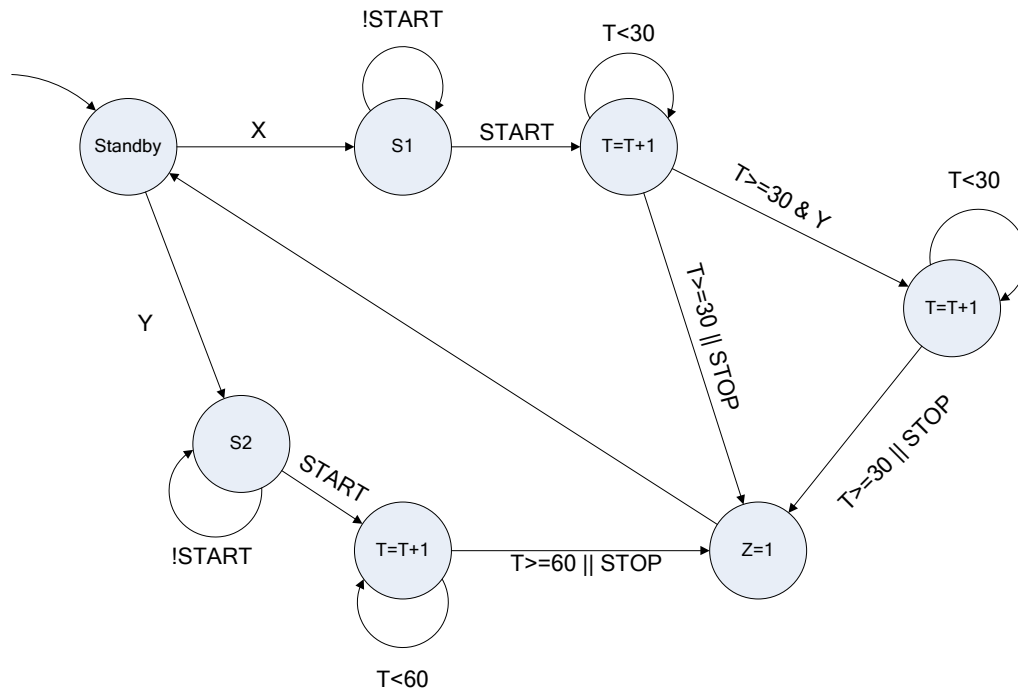 !START
T<30
Standby
X
S1
START
T=T+1
T>=30 & Y
T<30
T=T+1
T>=30 || STOP
T>=30 || STOP
Y
S2
START
!START
T=T+1
T>=60 || STOP
Z=1
T<60